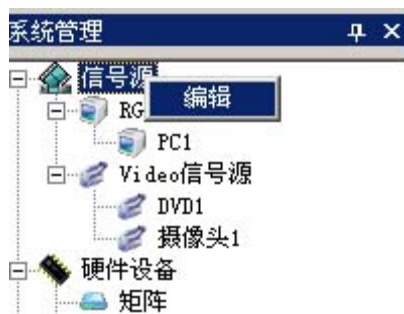 系统管理
信号源
编辑
RG
PC1
Video信号源
DVD1
摄像头1
硬件设备
矩阵